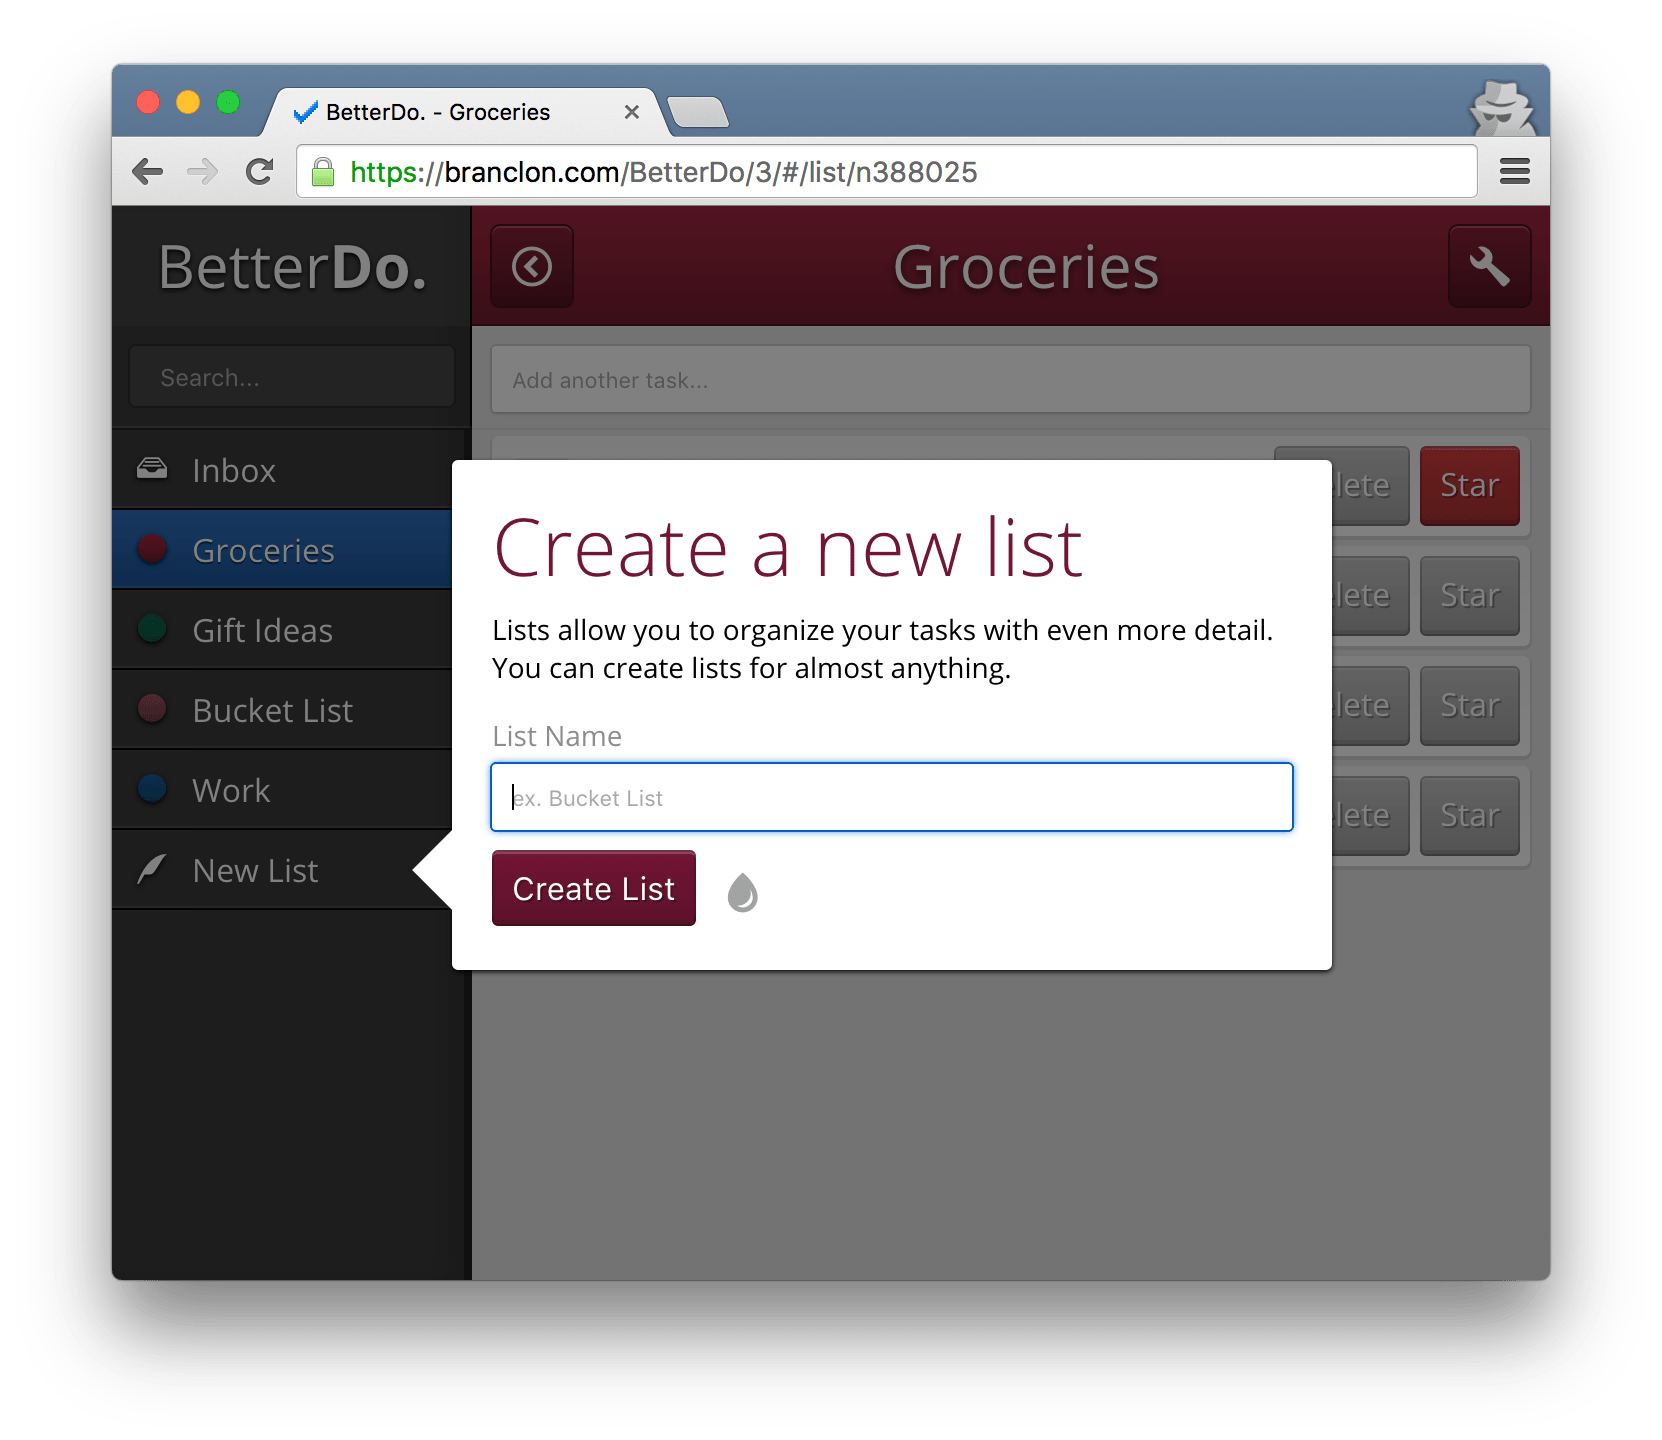 BetterDo. - Groceries
https://branclon.com/BetterDo/3/#/list/n388025
BetterDo.
Groceries
Search...
Add another task...
Inbox
Groceries
Gift Ideas
Bucket List
Work
New List
lete Star
lete Star
lete Star
lete Star
Create a new list
Lists allow you to organize your tasks with even more detail.
You can create lists for almost anything.
List Name
ex. Bucket List
Create List